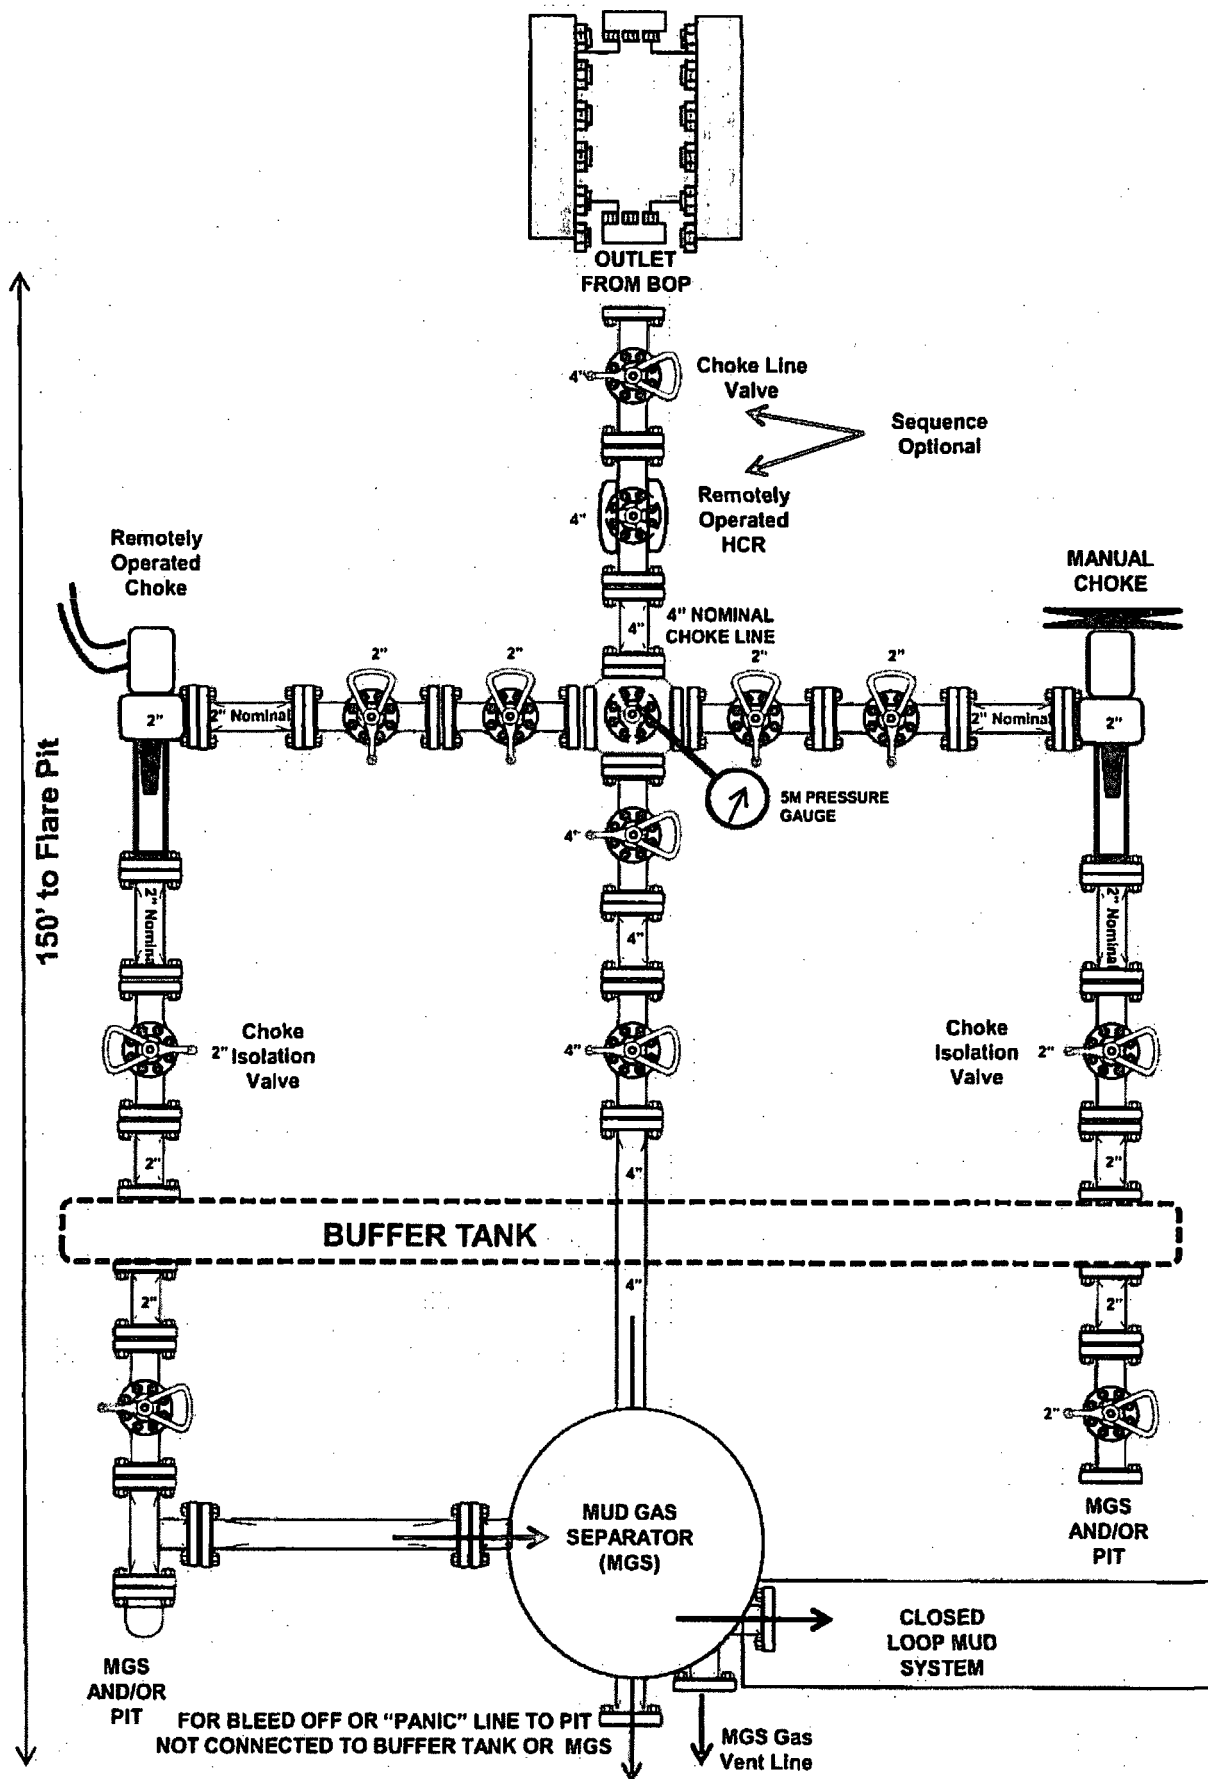 OUTLET
FROM BOP
4"
Choke Line
Valve
Sequence
Optional
4"
Remotely
Operated
HCR
Remotely
Operated
Choke
MANUAL
CHOKE
4"
4" NOMINAL
CHOKE LINE
2"
2"
2"
2"
2"
2" Nominal
2" Nominal
2"
5M PRESSURE
GAUGE
4"
150' to Flare Pit
2" Nominal
4"
2" Nominal
2"
Choke
Isolation
Valve
4"
Choke
Isolation
Valve
2"
2"
4"
2"
BUFFER TANK
2"
4"
2"
2"
MUD GAS
SEPARATOR
(MGS)
MGS
AND/OR
PIT
CLOSED
LOOP MUD
SYSTEM
MGS
AND/OR
PIT
FOR BLEED OFF OR “PANIC” LINE TO PIT
NOT CONNECTED TO BUFFER TANK OR MGS
MGS Gas
Vent Line